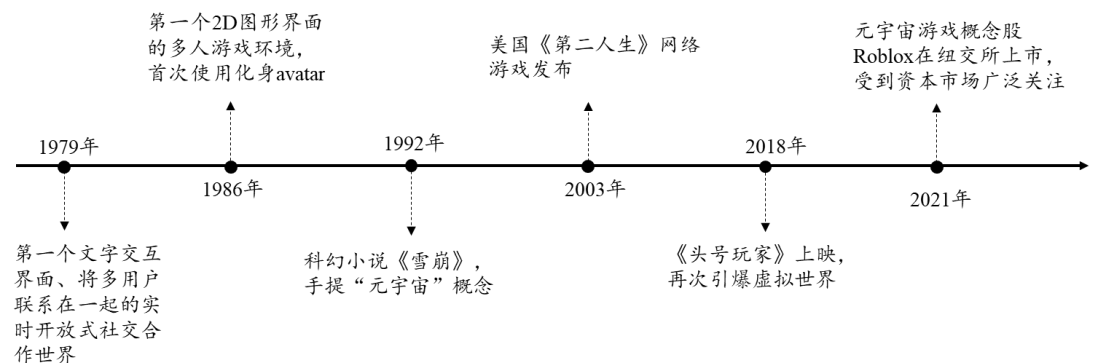 第一个2D图形界面
的多人游戏环境，
首次使用化身avatar
美国《第二人生》网络
游戏发布
元宇宙游戏概念股
Roblox在纽交所上市，
受到资本市场广泛关注
1979年
1986年
1992年
2003年
2018年
2021年
第一个文字交互
界面、将多用户
联系在一起的实
时开放式社交合
作世界
科幻小说《雪崩》，
手提“元宇宙”概念
《头号玩家》上映，
再次引爆虚拟世界